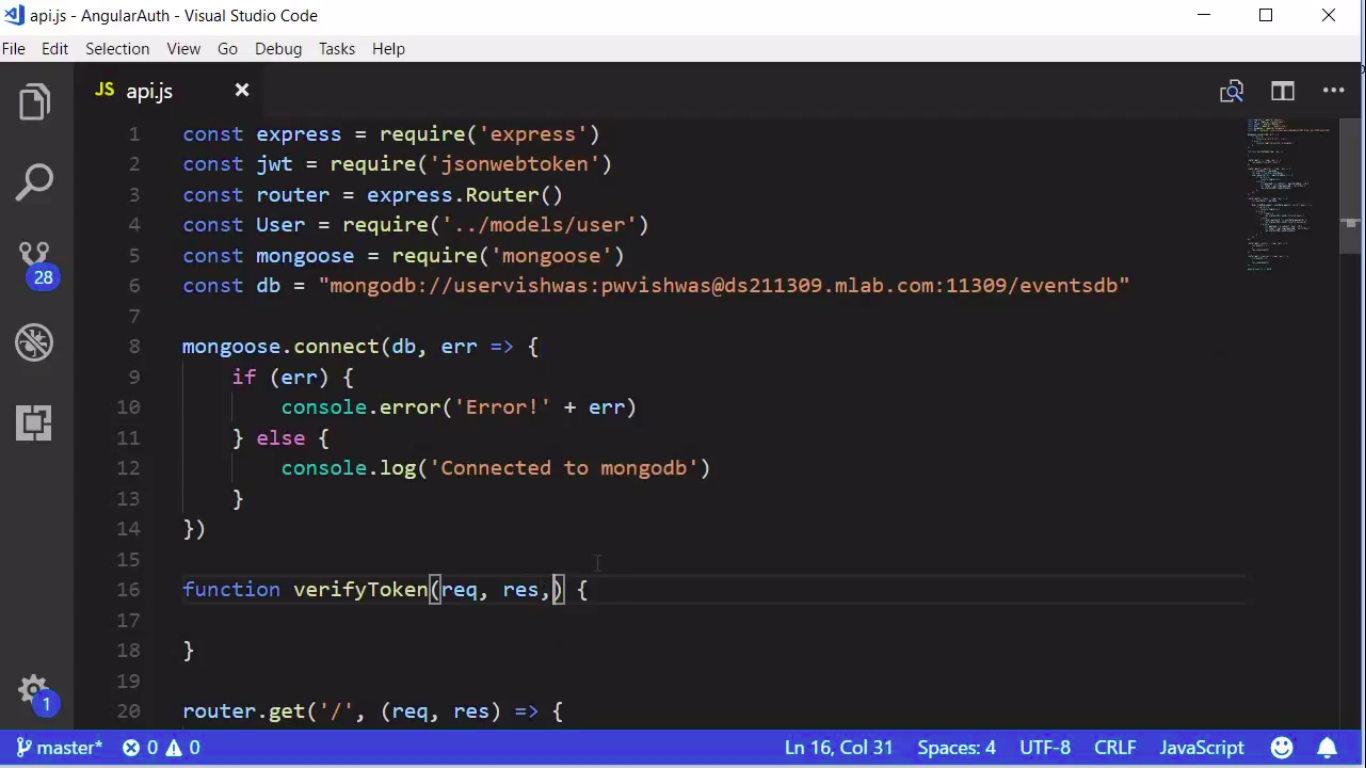 api.js - AngularAuth - Visual Studio Code
File Edit Selection View Go Debug Tasks Help
JS api.js
1 const express = require('express')
2 const jwt = require('jsonwebtoken')
3 const router = express.Router()
4 const User = require('../models/user')
5 const mongoose = require('mongoose')
6 const db = "mongodb://uservishwas:pwvishwas@ds211309.mlab.com:11309/eventsdb"
7
8 mongoose.connect(db, err => {
9 if (err) {
10 console.error('Error!' + err)
11 } else {
12 console.log('Connected to mongodb')
13 }
14 })
15
16 function verifyToken(req, res,) {
17
18 }
19
20 router.get('/', (req, res) => {
28
1
master* 0 0 Ln 16, Col 31 Spaces: 4 UTF-8 CRLF JavaScript